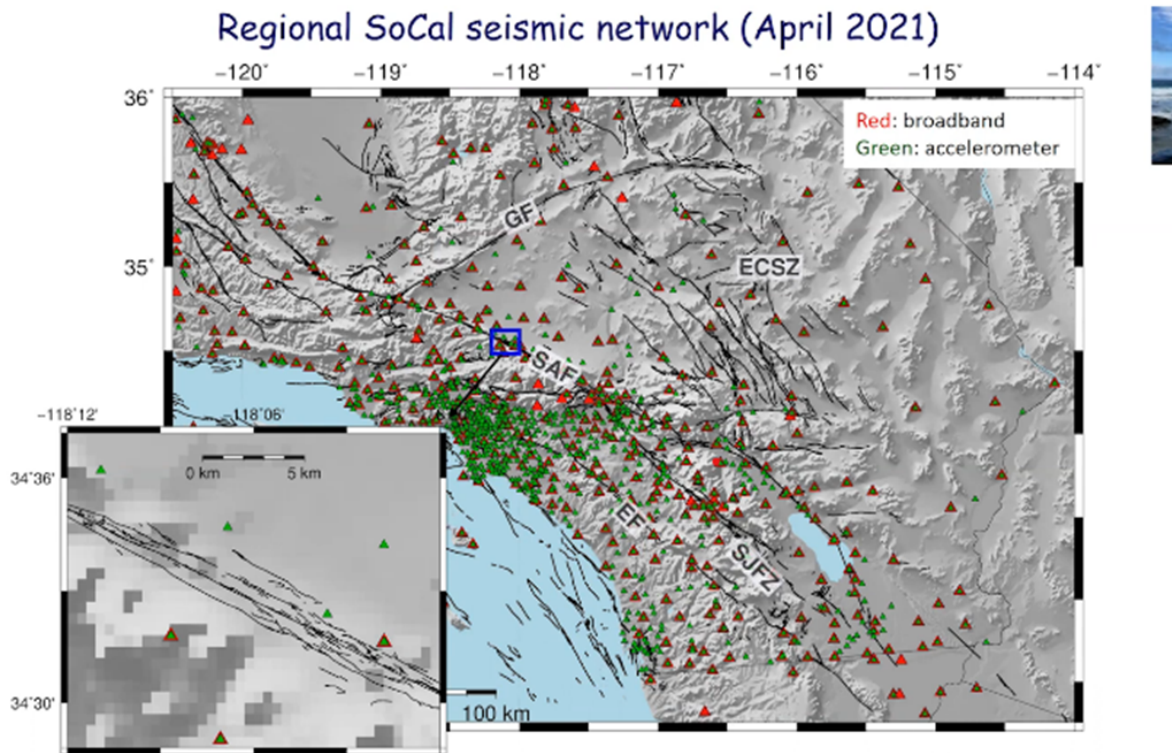 Regional SoCal seismic network (April 2021)
−120° −119° −118° −117° −116° −115° −114°
36°
Red: broadband
Green: accelerometer
GF
35°
ECSZ
SAF
−118°12' −118°06'
0 km 5 km
34°36'
EF
SJFZ
34°30'
100 km